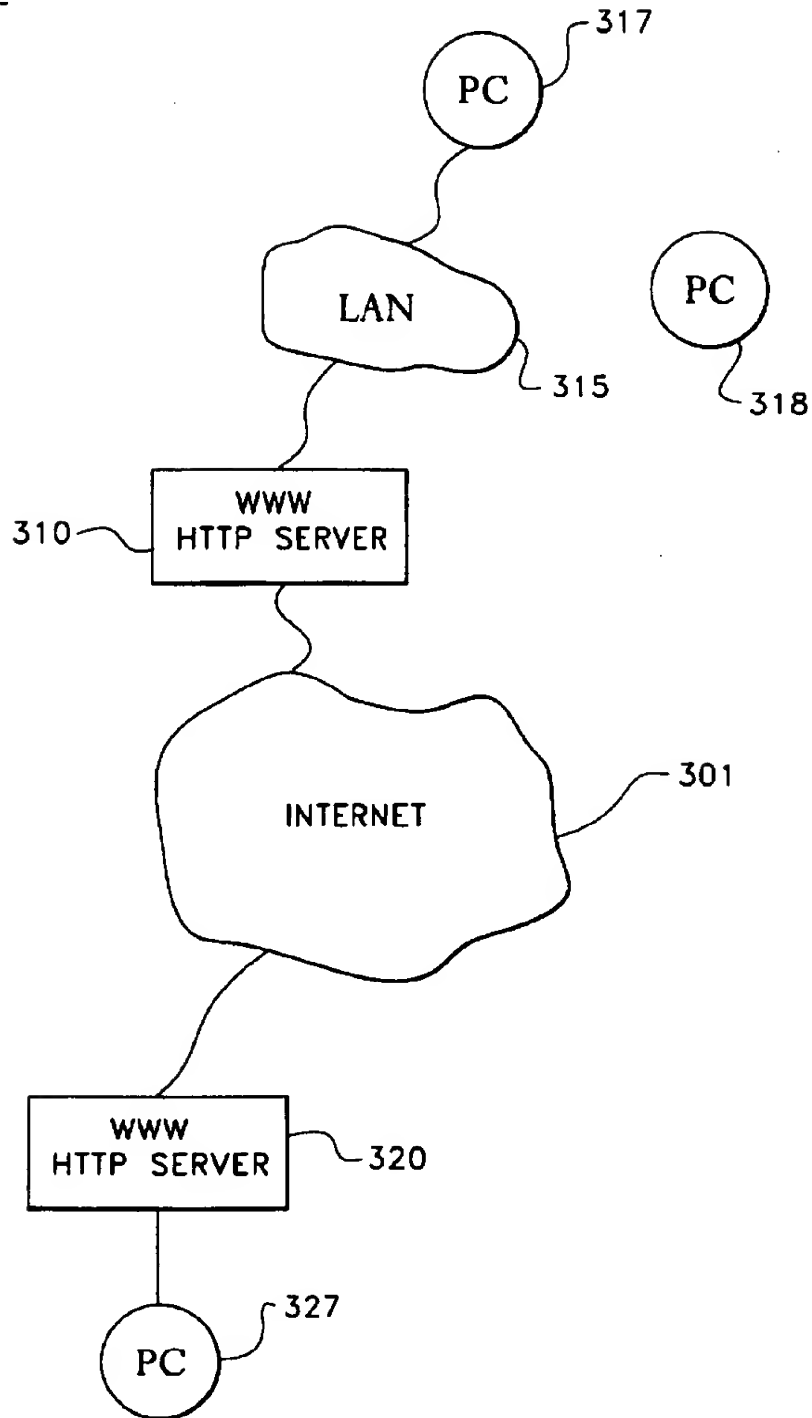 317
PC
LAN
PC
315
318
WWW
310
HTTP SERVER
301
INTERNET
WWW
HTTP SERVER
320
327
PC